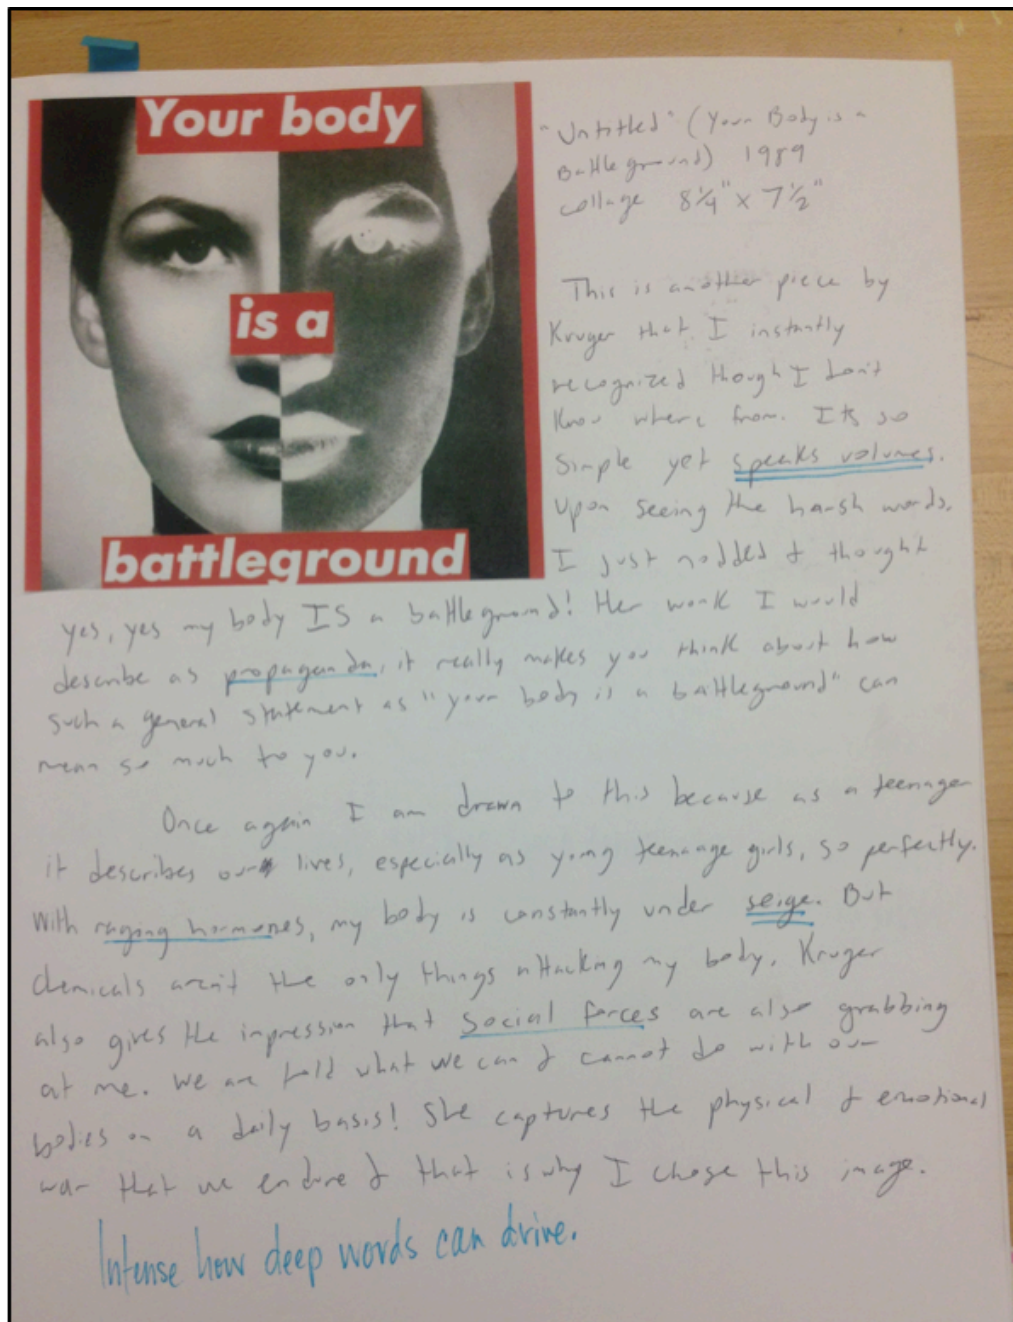 Your body
is a
battleground
"Untitled" (Your Body is a
Battleground) 1989
collage 8¼" x 7½"
This is another piece by
Kruger that I instantly
recognized though I don't
know where from. Its so
simple yet speaks volumes.
Upon seeing the harsh words,
I just nodded & thought
yes, yes my body IS a battleground! Her work I would
describe as propaganda, it really makes you think about how
such a general statement as "your body is a battleground" can
mean so much to you.
Once again I am drawn to this because as a teenager
it describes our lives, especially as young teenage girls, so perfectly.
With raging hormones, my body is constantly under seige. But
chemicals aren't the only things attacking my body. Kruger
also gives the impression that social forces are also grabbing
at me. We are told what we can & cannot do with our
bodies on a daily basis! She captures the physical & emotional
war that we endure & that is why I chose this image.
Intense how deep words can drive.